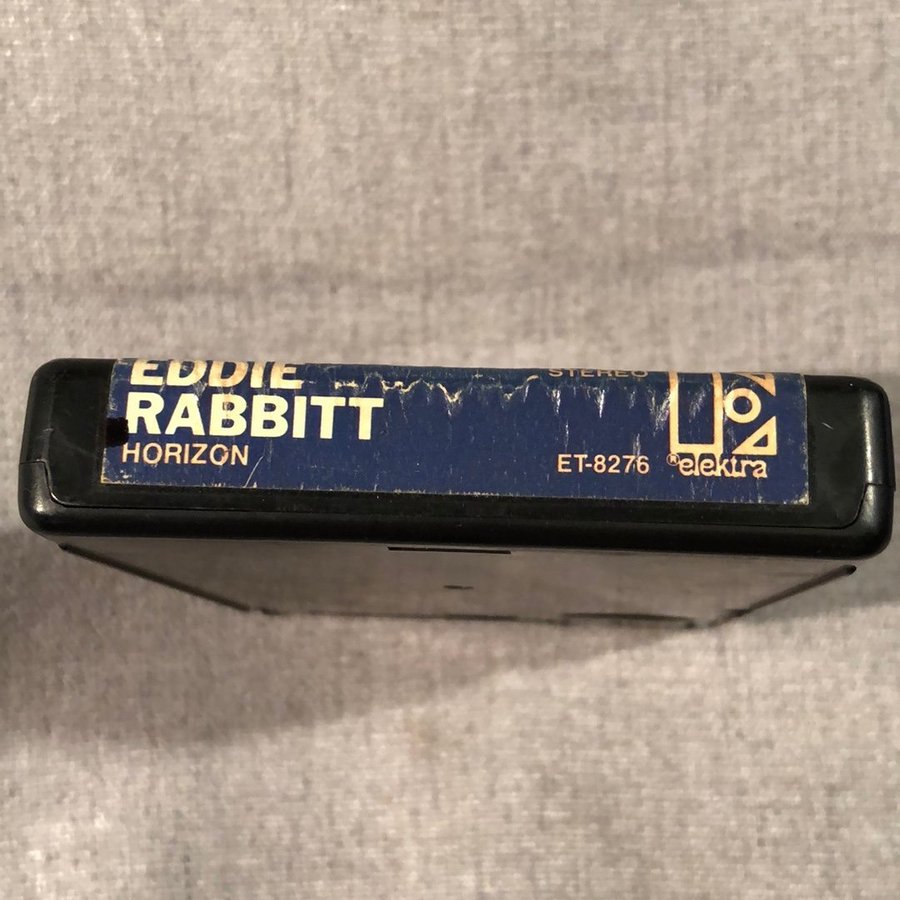 EDDIE
STEREO
RABBITT
HORIZON
ET-8276 ®elektra